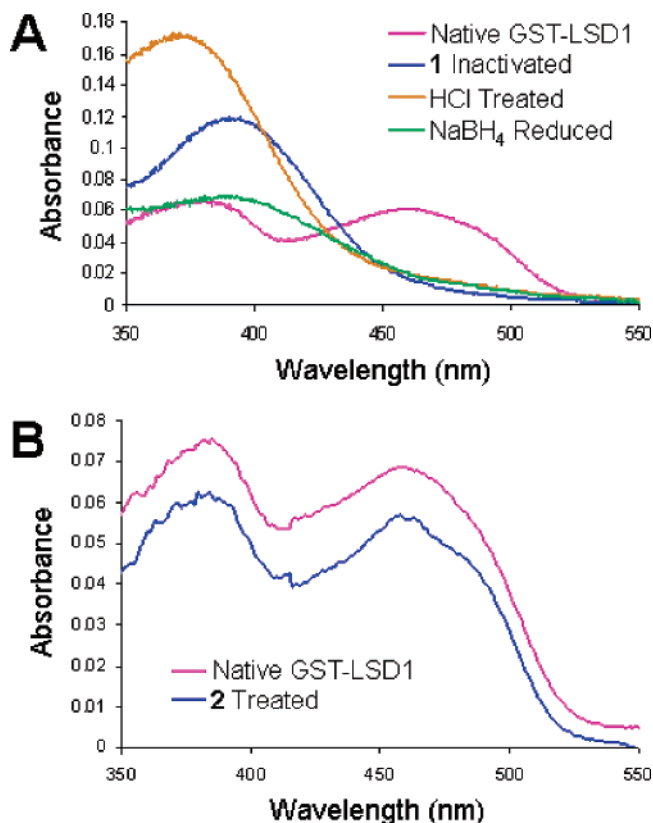 A
Absorbance
0.18
0.16
0.14
0.12
0.1
0.08
0.06
0.04
0.02
0
Native GST-LSD1
1 Inactivated
HCl Treated
NaBH4 Reduced
350 400 450 500 550
Wavelength (nm)
B
Absorbance
0.08
0.07
0.06
0.05
0.04
0.03
0.02
0.01
0
Native GST-LSD1
2 Treated
350 400 450 500 550
Wavelength (nm)